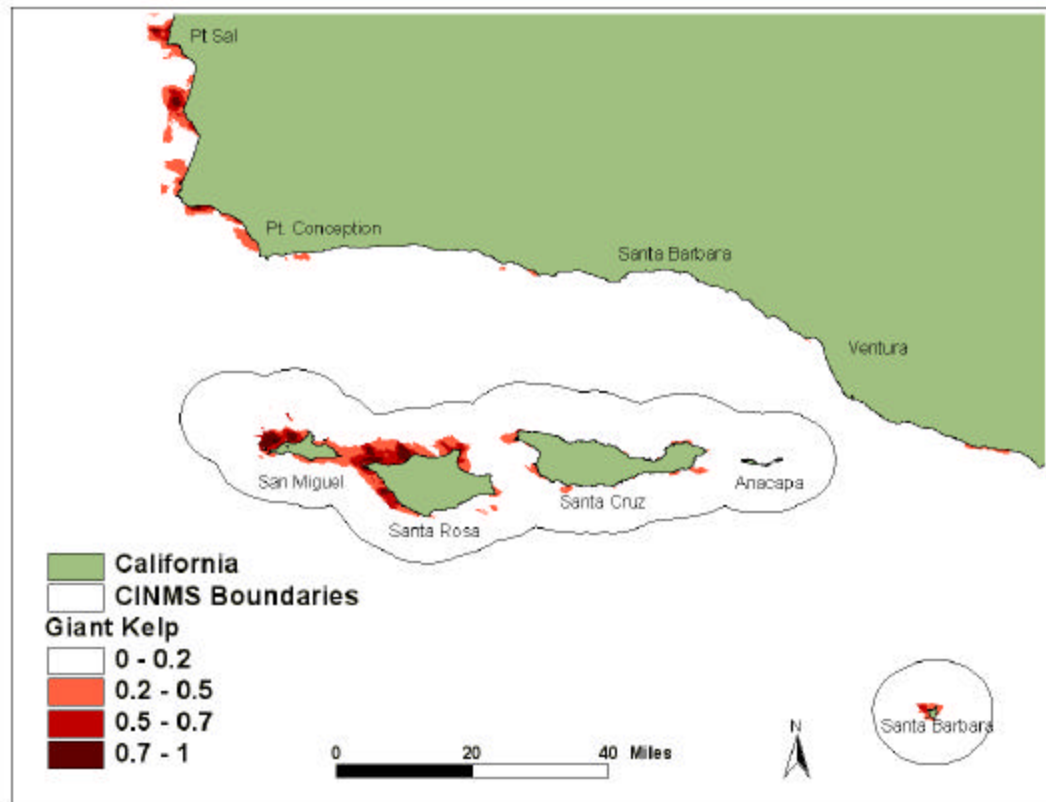 Pt Sal
Pt. Conception
Santa Barbara
Ventura
San Miguel
Santa Rosa
Santa Cruz
Anacapa
California
CINMS Boundaries
Giant Kelp
0 - 0.2
0.2 - 0.5
0.5 - 0.7
0.7 - 1
0 20 40 Miles
N
Santa Barbara